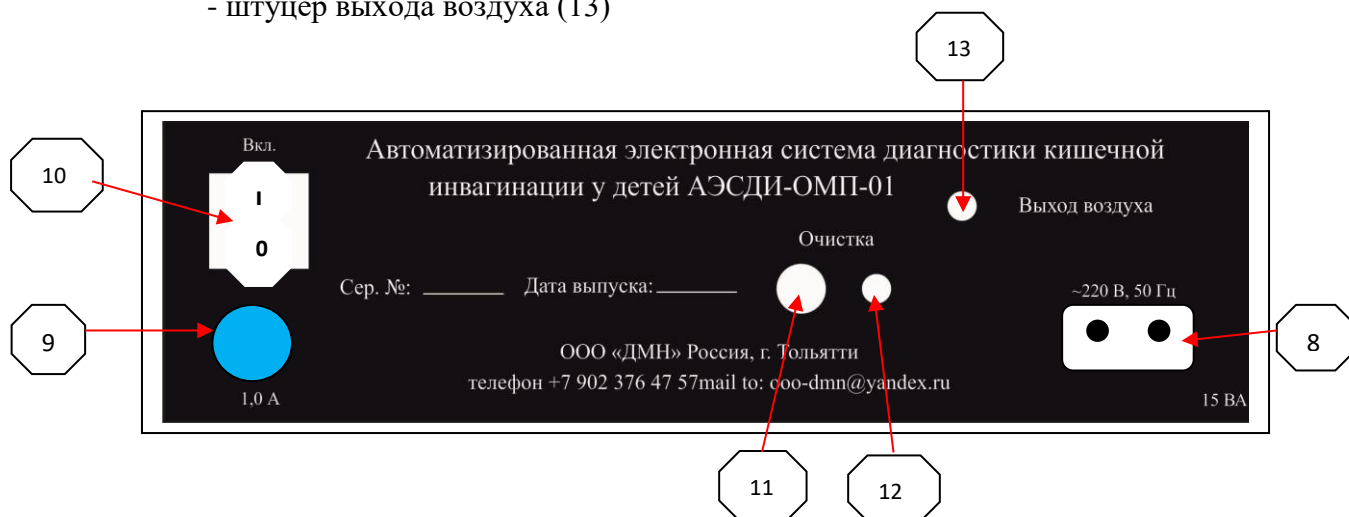 - штуцер выхода воздуха (13)
13
Вкл.
Автоматизированная электронная система диагностики кишечной
инвагинации у детей АЭСДИ-ОМП-01
10
I
0
Выход воздуха
Очистка
Сер. №: ________ Дата выпуска:________
~220 В, 50 Гц
9
8
ООО «ДМН» Россия, г. Тольятти
телефон +7 902 376 47 57mail to: ooo-dmn@yandex.ru
1,0 А
15 ВА
11
12